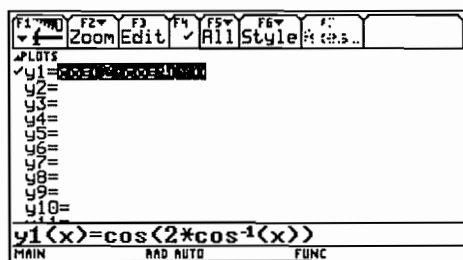 F1 F2 F3 F4 F5 F6 F7
Zoom Edit ✓ All Style
PLOTS
✓y1=cos(2·cos⁻¹(x))
y2=
y3=
y4=
y5=
y6=
y7=
y8=
y9=
y10=
y1(x)=cos(2*cos⁻¹(x))
MAIN RAD AUTO FUNC